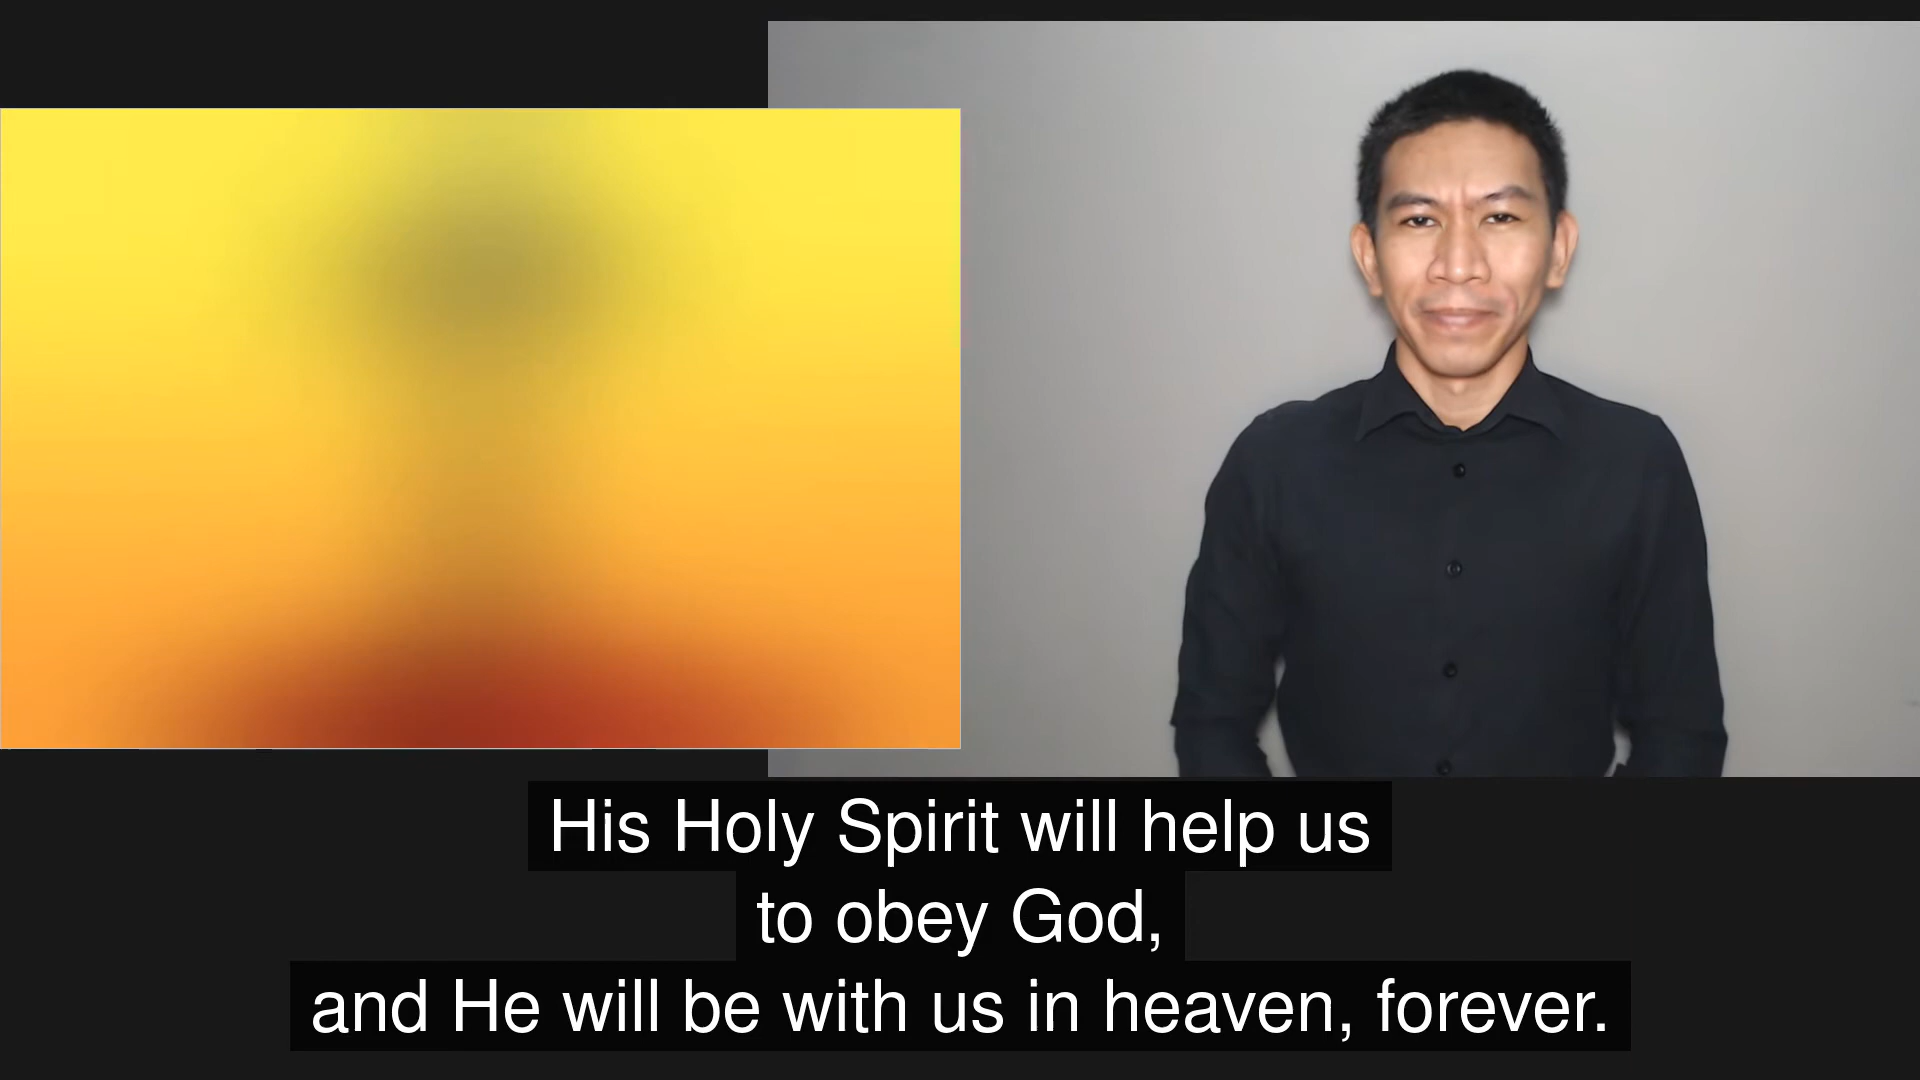 His Holy Spirit will help us
to obey God,
and He will be with us in heaven, forever.